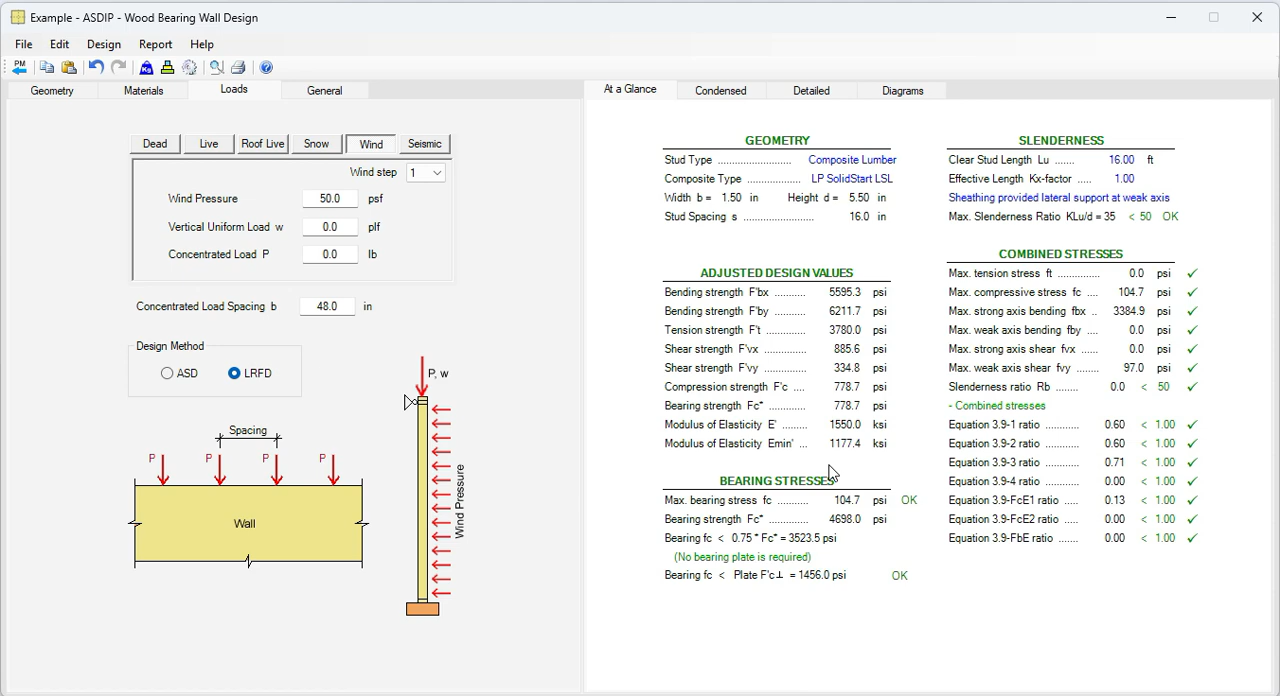 Example - ASDIP - Wood Bearing Wall Design
File Edit Design Report Help
PM
Kg
Geometry Materials Loads General
Dead Live Roof Live Snow Wind Seismic
Wind step 1
Wind Pressure 50.0 psf
Vertical Uniform Load w 0.0 plf
Concentrated Load P 0.0 lb
Concentrated Load Spacing b 48.0 in
Design Method
ASD LRFD
P, w
Spacing
P P P P
Wall
Wind Pressure
At a Glance Condensed Detailed Diagrams
GEOMETRY
Stud Type .......................... Composite Lumber
Composite Type ................... LP SolidStart LSL
Width b = 1.50 in Height d = 5.50 in
Stud Spacing s ......................... 16.0 in
ADJUSTED DESIGN VALUES
Bending strength F'bx ........... 5595.3 psi
Bending strength F'by ........... 6211.7 psi
Tension strength F't .............. 3780.0 psi
Shear strength F'vx ............... 885.6 psi
Shear strength F'vy ............... 334.8 psi
Compression strength F'c .... 778.7 psi
Bearing strength Fc* .............. 778.7 psi
Modulus of Elasticity E' ......... 1550.0 ksi
Modulus of Elasticity Emin' ... 1177.4 ksi
BEARING STRESSES
Max. bearing stress fc ........... 104.7 psi OK
Bearing strength Fc* .............. 4698.0 psi
Bearing fc < 0.75 * Fc* = 3523.5 psi
(No bearing plate is required)
Bearing fc < Plate F'c⊥ = 1456.0 psi OK
SLENDERNESS
Clear Stud Length Lu ....... 16.00 ft
Effective Length Kx-factor ..... 1.00
Sheathing provided lateral support at weak axis
Max. Slenderness Ratio KLu/d = 35 < 50 OK
COMBINED STRESSES
Max. tension stress ft ............... 0.0 psi ✓
Max. compressive stress fc .... 104.7 psi ✓
Max. strong axis bending fbx .. 3384.9 psi ✓
Max. weak axis bending fby .... 0.0 psi ✓
Max. strong axis shear fvx ...... 0.0 psi ✓
Max. weak axis shear fvy ........ 97.0 psi ✓
Slenderness ratio Rb ........ 0.0 < 50 ✓
- Combined stresses
Equation 3.9-1 ratio ............ 0.60 < 1.00 ✓
Equation 3.9-2 ratio ............ 0.60 < 1.00 ✓
Equation 3.9-3 ratio ............ 0.71 < 1.00 ✓
Equation 3.9-4 ratio ............ 0.00 < 1.00 ✓
Equation 3.9-FcE1 ratio ..... 0.13 < 1.00 ✓
Equation 3.9-FcE2 ratio ..... 0.00 < 1.00 ✓
Equation 3.9-FbE ratio ....... 0.00 < 1.00 ✓